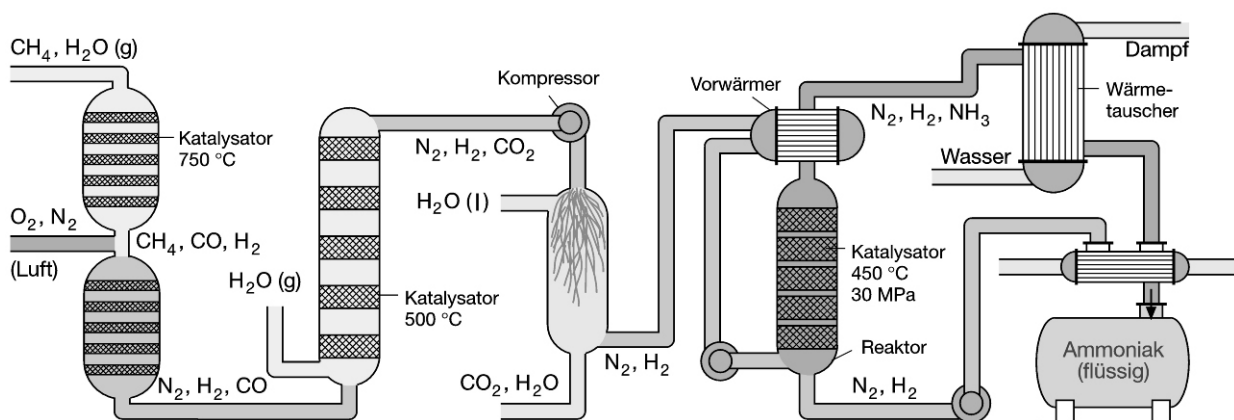 CH₄, H₂O (g)
Katalysator
750 °C
O₂, N₂
(Luft)
CH₄, CO, H₂
H₂O (g)
N₂, H₂, CO
Katalysator
500 °C
Kompressor
N₂, H₂, CO₂
H₂O (l)
CO₂, H₂O
N₂, H₂
Vorwärmer
Katalysator
450 °C
30 MPa
Reaktor
N₂, H₂
N₂, H₂, NH₃
Dampf
Wärme-
tauscher
Wasser
Ammoniak
(flüssig)